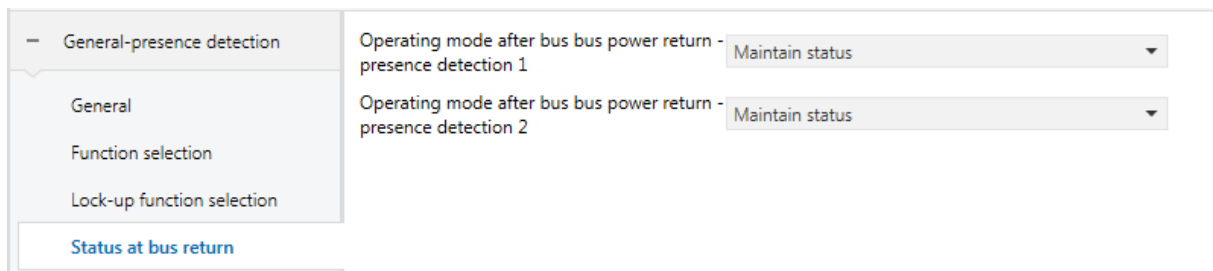 General-presence detection
General
Function selection
Lock-up function selection
Status at bus return
Operating mode after bus bus power return -
presence detection 1
Maintain status
Operating mode after bus bus power return -
presence detection 2
Maintain status